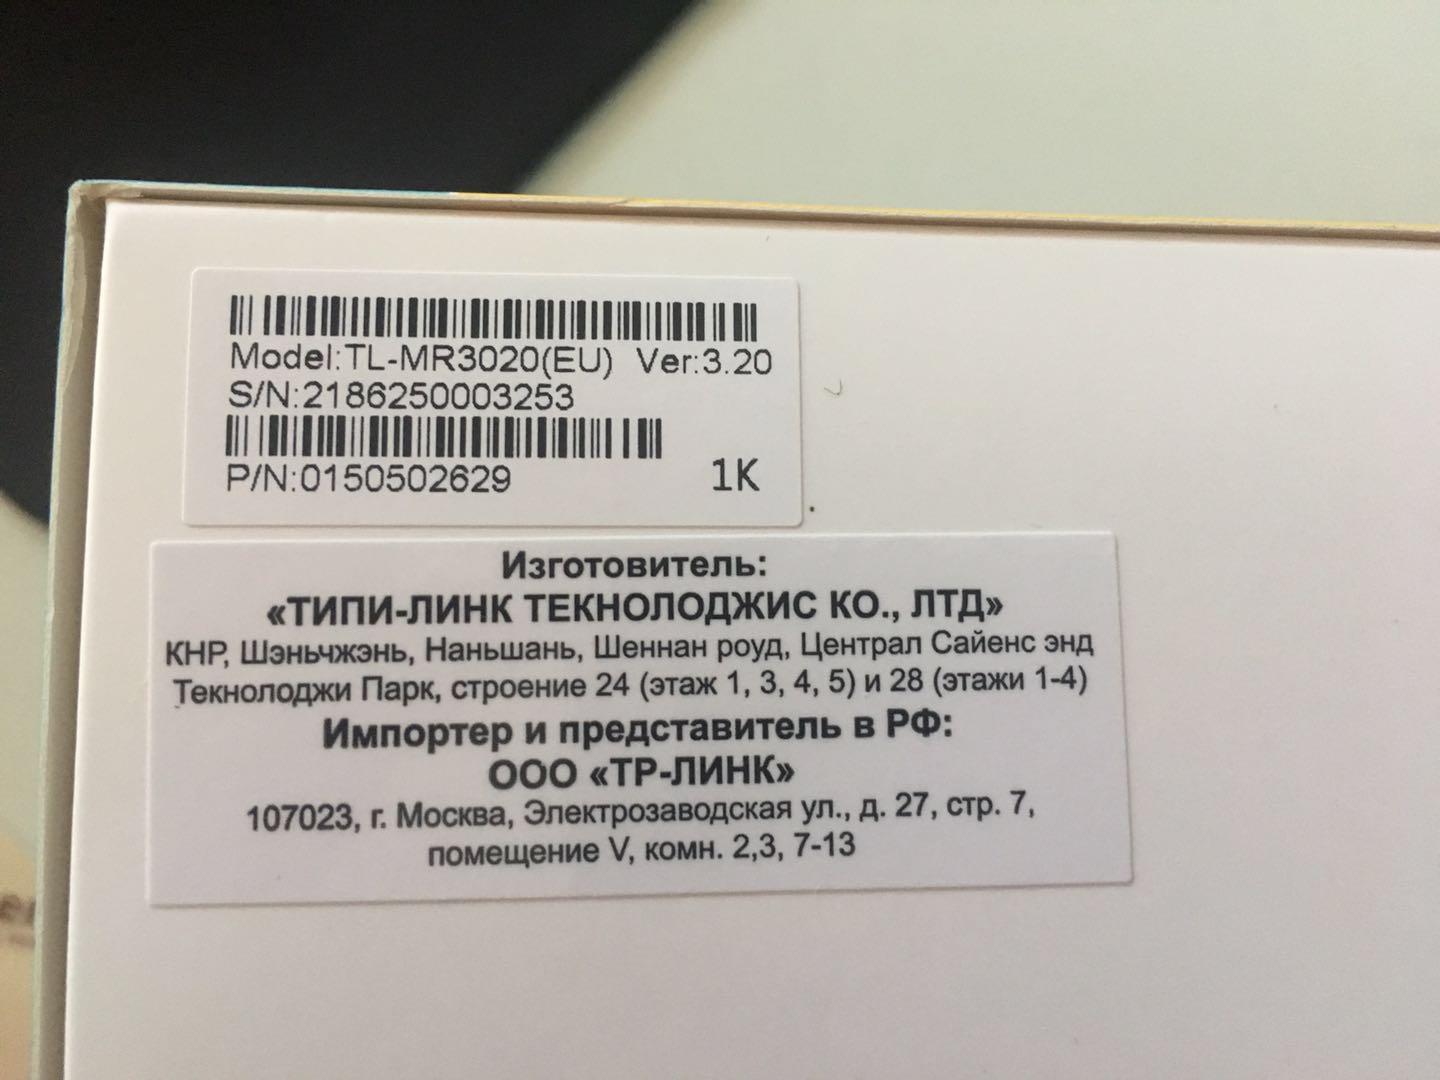 Model:TL-MR3020(EU) Ver:3.20
S/N:2186250003253
P/N:0150502629 1K
Изготовитель:
«ТИПИ-ЛИНК ТЕКНОЛОДЖИС КО., ЛТД»
КНР, Шэньчжэнь, Наньшань, Шеннан роуд, Централ Сайенс энд
Текнолоджи Парк, строение 24 (этаж 1, 3, 4, 5) и 28 (этажи 1-4)
Импортер и представитель в РФ:
ООО «ТР-ЛИНК»
107023, г. Москва, Электрозаводская ул., д. 27, стр. 7,
помещение V, комн. 2,3, 7-13